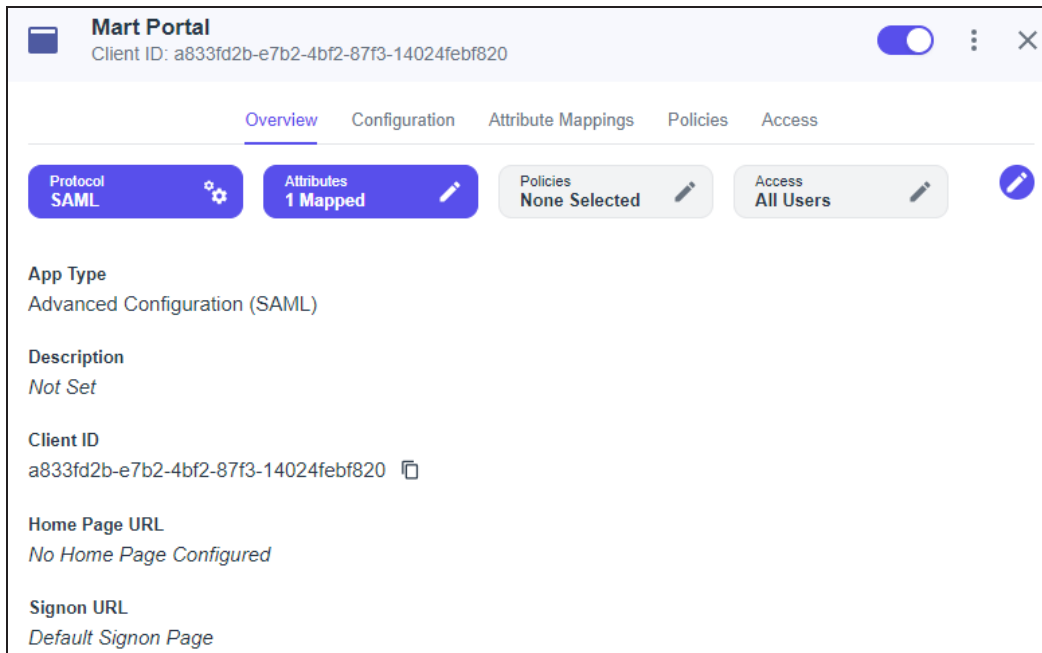 Mart Portal
Client ID: a833fd2b-e7b2-4bf2-87f3-14024febf820
Overview Configuration Attribute Mappings Policies Access
Protocol
SAML
Attributes
1 Mapped
Policies
None Selected
Access
All Users
App Type
Advanced Configuration (SAML)
Description
Not Set
Client ID
a833fd2b-e7b2-4bf2-87f3-14024febf820
Home Page URL
No Home Page Configured
Signon URL
Default Signon Page